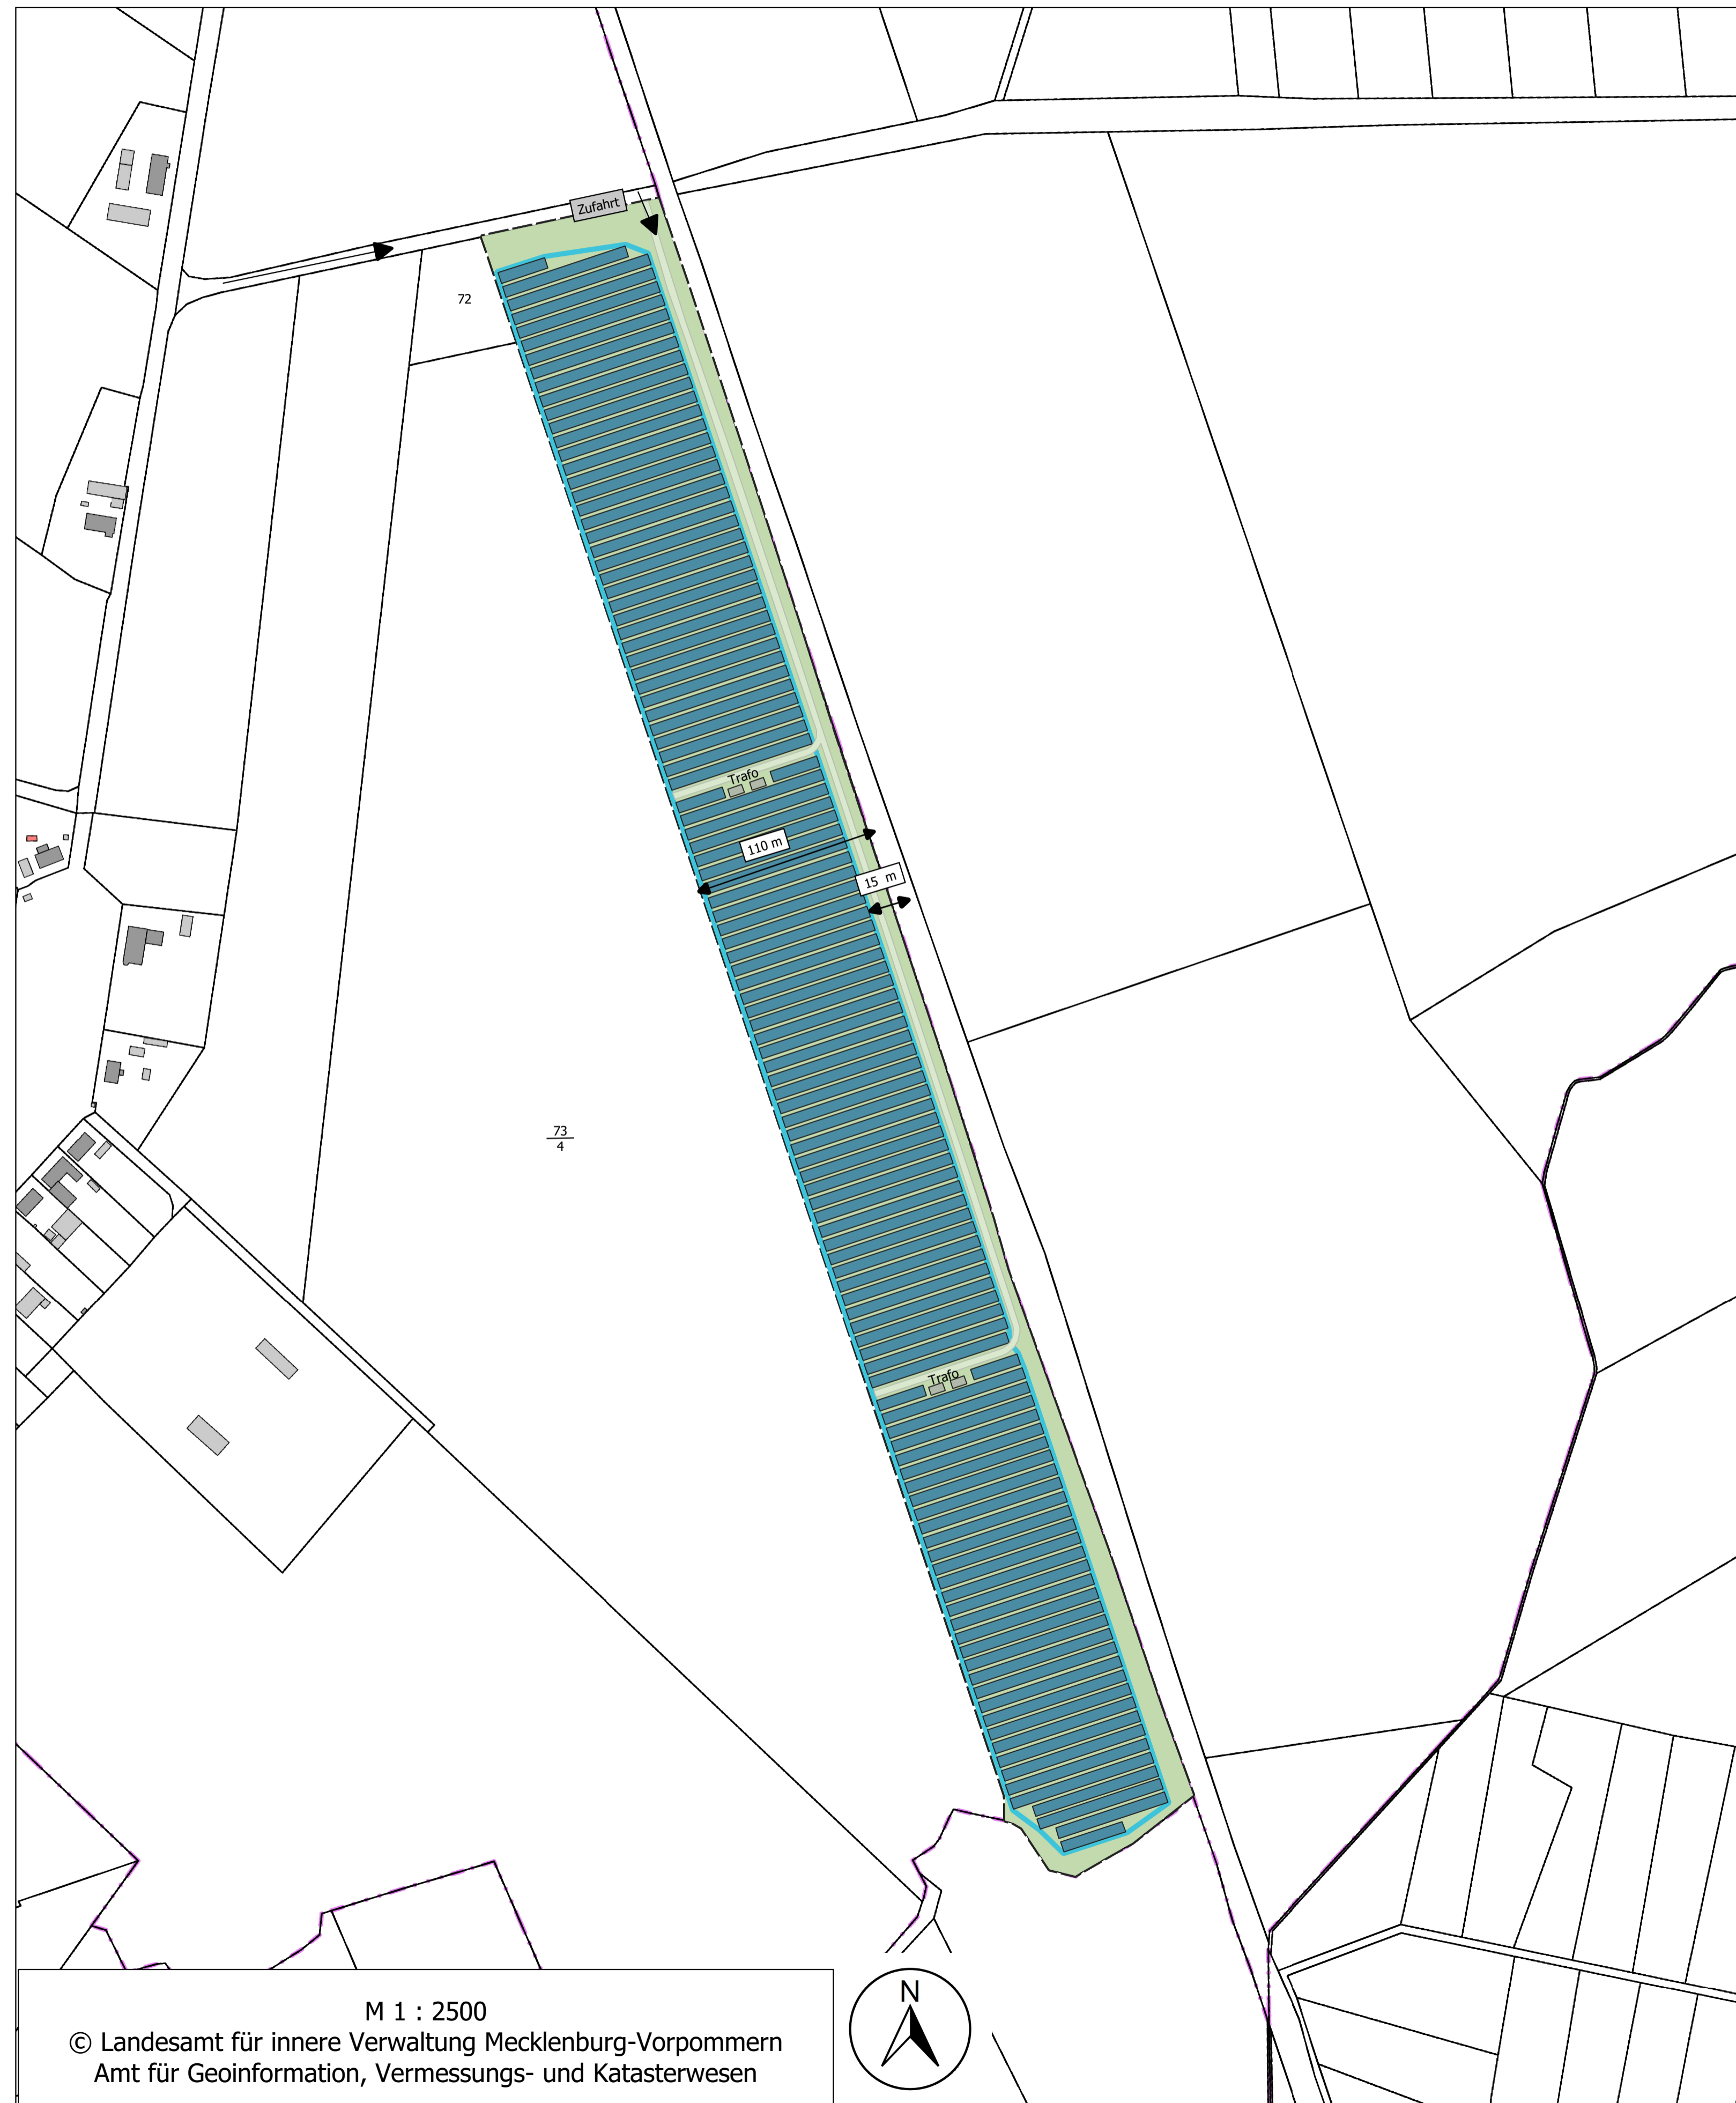 Zufahrt
72
Trafo
110 m
15 m
73
4
Trafo
M 1 : 2500
© Landesamt für innere Verwaltung Mecklenburg-Vorpommern
Amt für Geoinformation, Vermessungs- und Katasterwesen
N